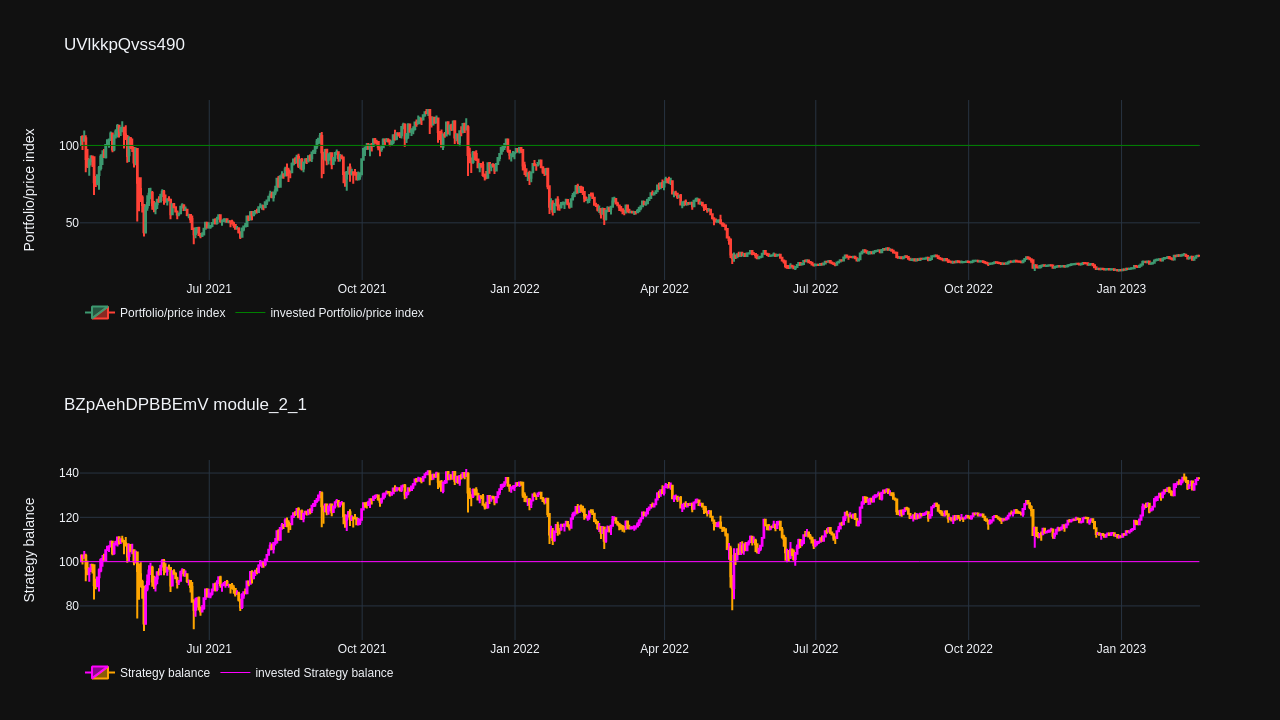 UVlkkpQvss490
Portfolio/price index
100
50
Jul 2021
Oct 2021
Jan 2022
Apr 2022
Jul 2022
Oct 2022
Jan 2023
Portfolio/price index
invested Portfolio/price index
BZpAehDPBBEmV module_2_1
Strategy balance
140
120
100
80
Jul 2021
Oct 2021
Jan 2022
Apr 2022
Jul 2022
Oct 2022
Jan 2023
Strategy balance
invested Strategy balance